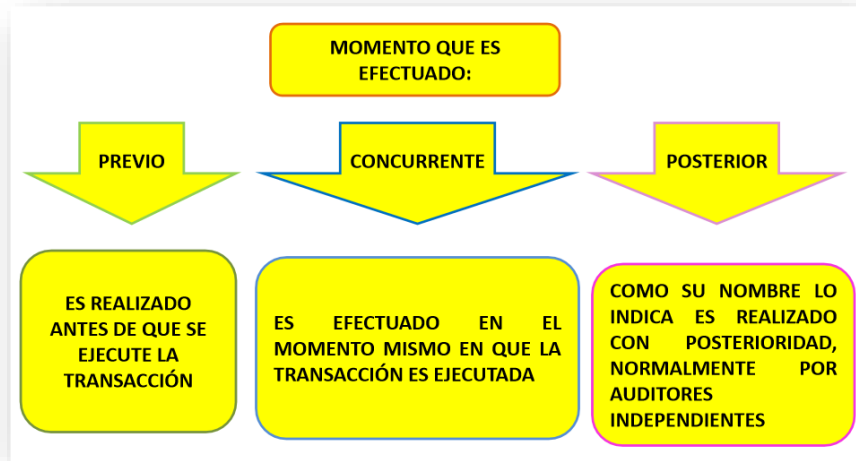 MOMENTO QUE ES
EFECTUADO:
PREVIO
CONCURRENTE
POSTERIOR
ES REALIZADO
ANTES DE QUE SE
EJECUTE LA
TRANSACCIÓN
ES EFECTUADO EN EL
MOMENTO MISMO EN QUE LA
TRANSACCIÓN ES EJECUTADA
COMO SU NOMBRE LO
INDICA ES REALIZADO
CON POSTERIORIDAD,
NORMALMENTE POR
AUDITORES
INDEPENDIENTES